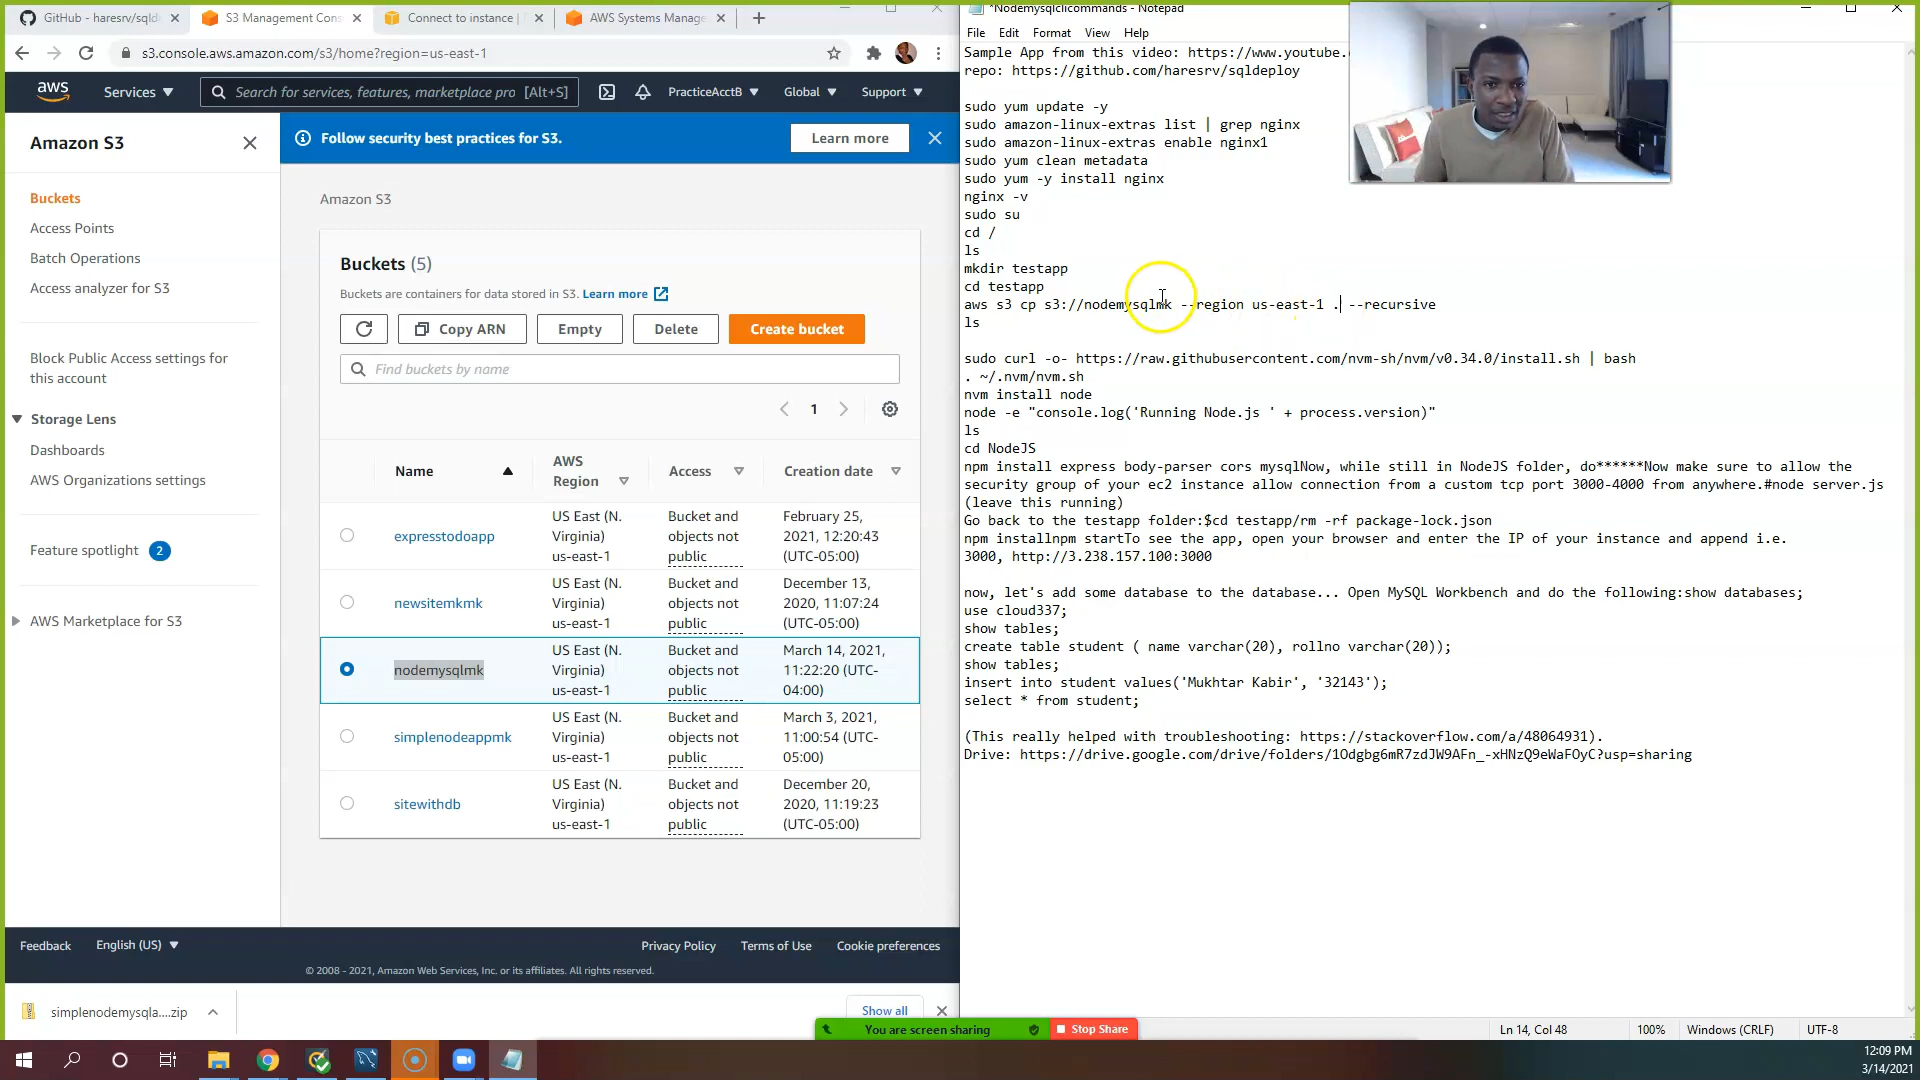 GitHub - haresrv/sqld
S3 Management Cons
Connect to instance |
AWS Systems Manage
s3.console.aws.amazon.com/s3/home?region=us-east-1
aws
Services
Search for services, features, marketplace pro [Alt+S]
PracticeAcctB
Global
Support
Amazon S3
Buckets
Access Points
Batch Operations
Access analyzer for S3
Block Public Access settings for
this account
Storage Lens
Dashboards
AWS Organizations settings
Feature spotlight 2
AWS Marketplace for S3
Follow security best practices for S3.
Learn more
Amazon S3
Buckets (5)
Buckets are containers for data stored in S3. Learn more
Copy ARN
Empty
Delete
Create bucket
Find buckets by name
1
Name
AWS
Region
Access
Creation date
expresstodoapp
US East (N.
Virginia)
us-east-1
Bucket and
objects not
public
February 25,
2021, 12:20:43
(UTC-05:00)
newsitemkmk
US East (N.
Virginia)
us-east-1
Bucket and
objects not
public
December 13,
2020, 11:07:24
(UTC-05:00)
nodemysqlmk
US East (N.
Virginia)
us-east-1
Bucket and
objects not
public
March 14, 2021,
11:22:20 (UTC-
04:00)
simplenodeappmk
US East (N.
Virginia)
us-east-1
Bucket and
objects not
public
March 3, 2021,
11:00:54 (UTC-
05:00)
sitewithdb
US East (N.
Virginia)
us-east-1
Bucket and
objects not
public
December 20,
2020, 11:19:23
(UTC-05:00)
Feedback
English (US)
Privacy Policy
Terms of Use
Cookie preferences
© 2008 - 2021, Amazon Web Services, Inc. or its affiliates. All rights reserved.
simplenodemysqla....zip
Show all
*Nodemysqlclicommands - Notepad
File Edit Format View Help
Sample App from this video: https://www.youtube.
repo: https://github.com/haresrv/sqldeploy
sudo yum update -y
sudo amazon-linux-extras list | grep nginx
sudo amazon-linux-extras enable nginx1
sudo yum clean metadata
sudo yum -y install nginx
nginx -v
sudo su
cd /
ls
mkdir testapp
cd testapp
aws s3 cp s3://nodemysqlmk --region us-east-1 . --recursive
ls
sudo curl -o- https://raw.githubusercontent.com/nvm-sh/nvm/v0.34.0/install.sh | bash
. ~/.nvm/nvm.sh
nvm install node
node -e "console.log('Running Node.js ' + process.version)"
ls
cd NodeJS
npm install express body-parser cors mysqlNow, while still in NodeJS folder, do******Now make sure to allow the
security group of your ec2 instance allow connection from a custom tcp port 3000-4000 from anywhere.#node server.js
(leave this running)
Go back to the testapp folder:$cd testapp/rm -rf package-lock.json
npm installnpm startTo see the app, open your browser and enter the IP of your instance and append i.e.
3000, http://3.238.157.100:3000
now, let's add some database to the database... Open MySQL Workbench and do the following:show databases;
use cloud337;
show tables;
create table student ( name varchar(20), rollno varchar(20));
show tables;
insert into student values('Mukhtar Kabir', '32143');
select * from student;
(This really helped with troubleshooting: https://stackoverflow.com/a/48064931).
Drive: https://drive.google.com/drive/folders/1Odgbg6mR7zdJW9AFn_-xHNzQ9eWaFOyC?usp=sharing
Ln 14, Col 48
100%
Windows (CRLF)
UTF-8
You are screen sharing
Stop Share
12:09 PM
3/14/2021